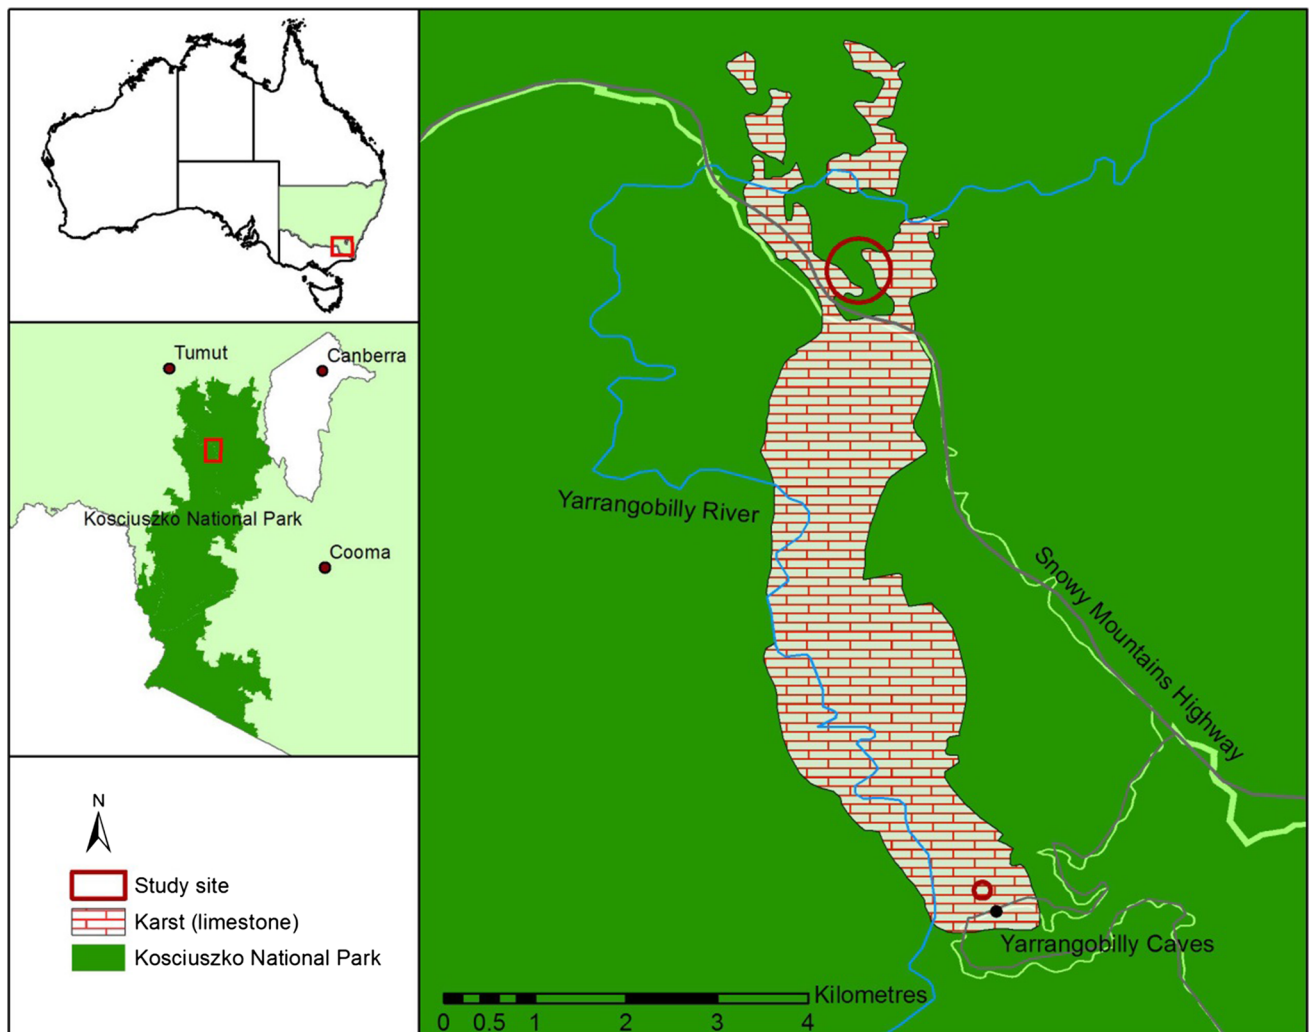 Tumut
Canberra
Kosciuszko National Park
Cooma
N
Study site
Karst (limestone)
Kosciuszko National Park
Yarrangobilly River
Snowy Mountains Highway
Yarrangobilly Caves
Kilometres
0 0.5 1 2 3 4